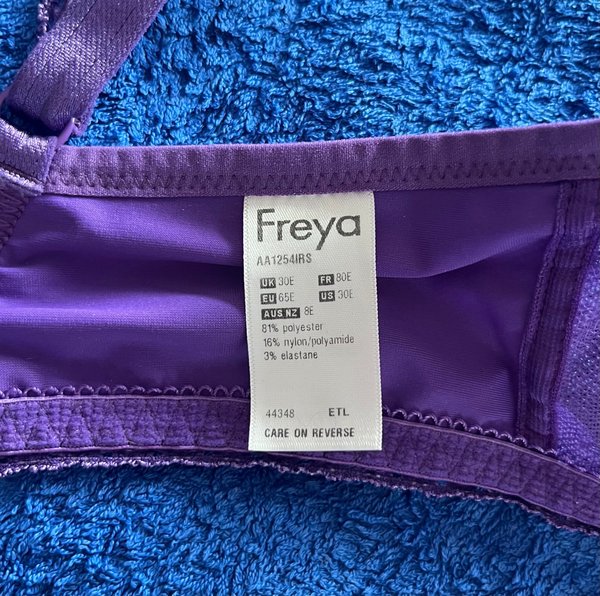 Freya
AA1254IRS
UK 30E FR 80E
EU 65E US 30E
AUS NZ 8E
81% polyester
16% nylon/polyamide
3% elastane
44348 ETL
CARE ON REVERSE